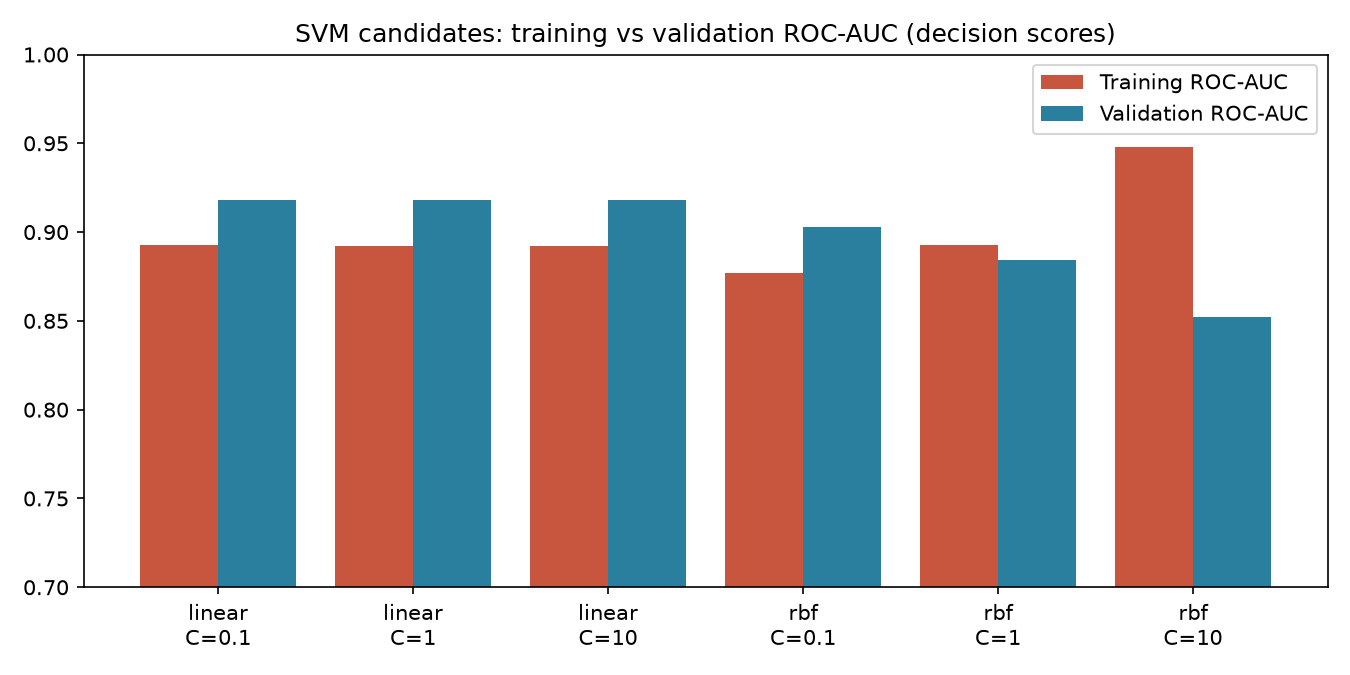 SVM candidates: training vs validation ROC-AUC (decision scores)
Training ROC-AUC
Validation ROC-AUC
1.00
0.95
0.90
0.85
0.80
0.75
0.70
linear
C=0.1
linear
C=1
linear
C=10
rbf
C=0.1
rbf
C=1
rbf
C=10